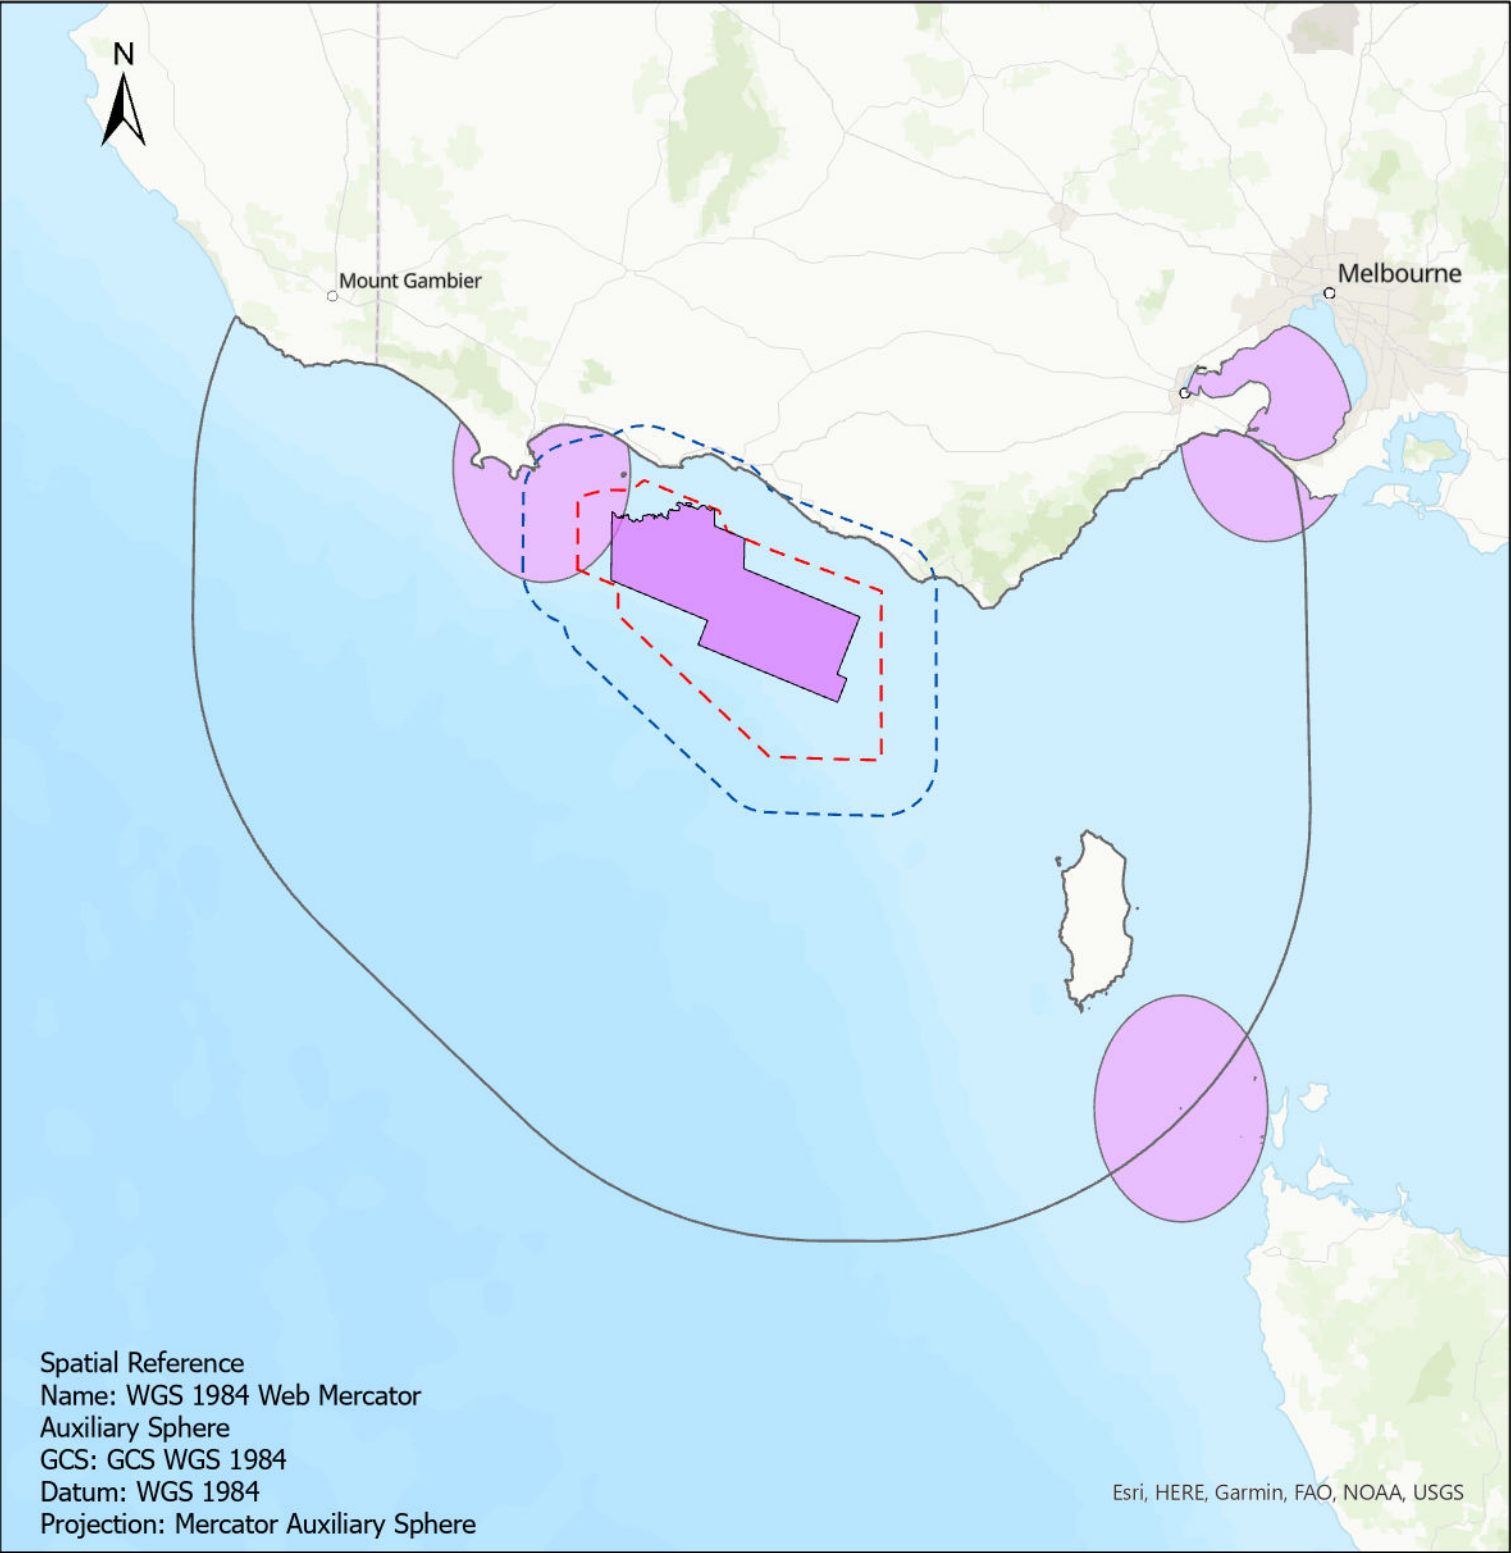 N
Mount Gambier
Melbourne
Spatial Reference
Name: WGS 1984 Web Mercator
Auxiliary Sphere
GCS: GCS WGS 1984
Datum: WGS 1984
Projection: Mercator Auxiliary Sphere
Esri, HERE, Garmin, FAO, NOAA, USGS